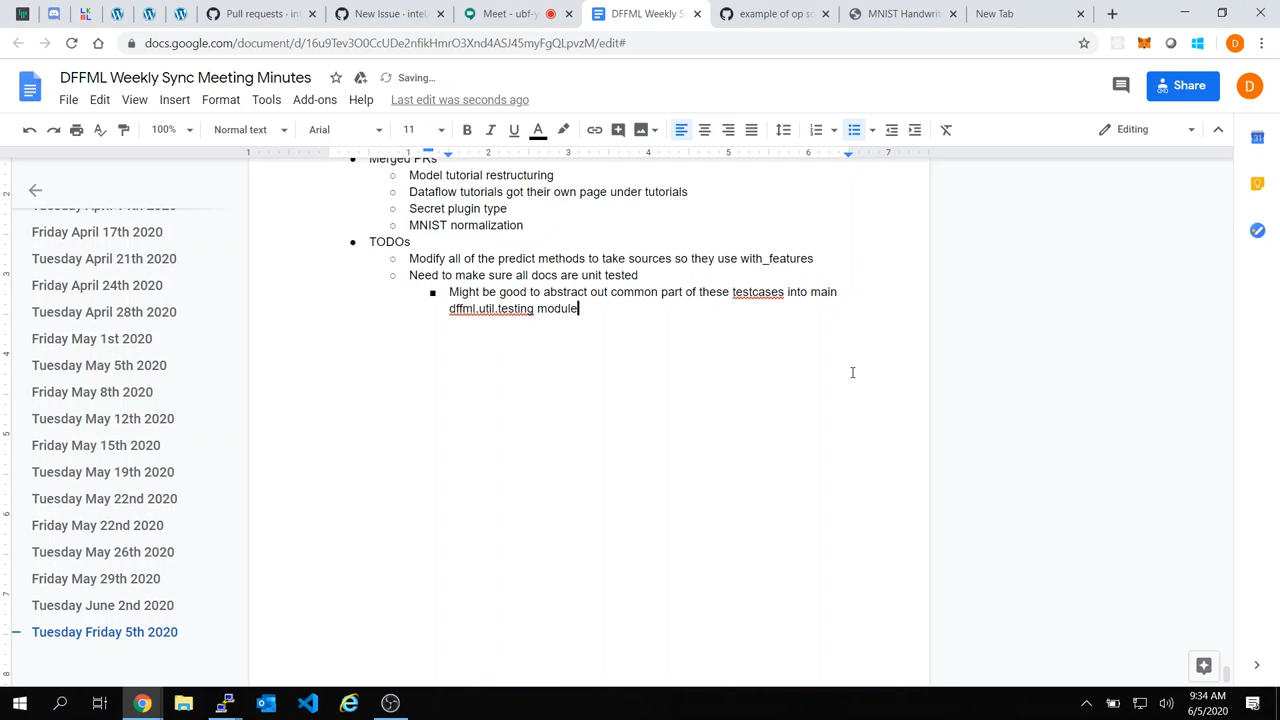 Pull requests · in
New Issue · intel/
Meet - ubf-y
DFFML Weekly S
example of op s
MNIST Handwrit
New Tab
docs.google.com/document/d/16u9Tev3O0CcUDe2nfikHmrO3Xnd4ASJ45myFgQLpvzM/edit#
D
DFFML Weekly Sync Meeting Minutes
Saving...
File Edit View Insert Format Tools Add-ons Help Last edit was seconds ago
Share
D
100% Normal text Arial 11 B I U A Editing
1 1 2 3 4 5 6 7
Merged PRs
Model tutorial restructuring
Dataflow tutorials got their own page under tutorials
Secret plugin type
MNIST normalization
TODOs
Modify all of the predict methods to take sources so they use with_features
Need to make sure all docs are unit tested
Might be good to abstract out common part of these testcases into main
dffml.util.testing module
Tuesday April 14th 2020
Friday April 17th 2020
Tuesday April 21th 2020
Friday April 24th 2020
Tuesday April 28th 2020
Friday May 1st 2020
Tuesday May 5th 2020
Friday May 8th 2020
Tuesday May 12th 2020
Friday May 15th 2020
Tuesday May 19th 2020
Tuesday May 22nd 2020
Friday May 22nd 2020
Tuesday May 26th 2020
Friday May 29th 2020
Tuesday June 2nd 2020
Tuesday Friday 5th 2020
9:34 AM
6/5/2020